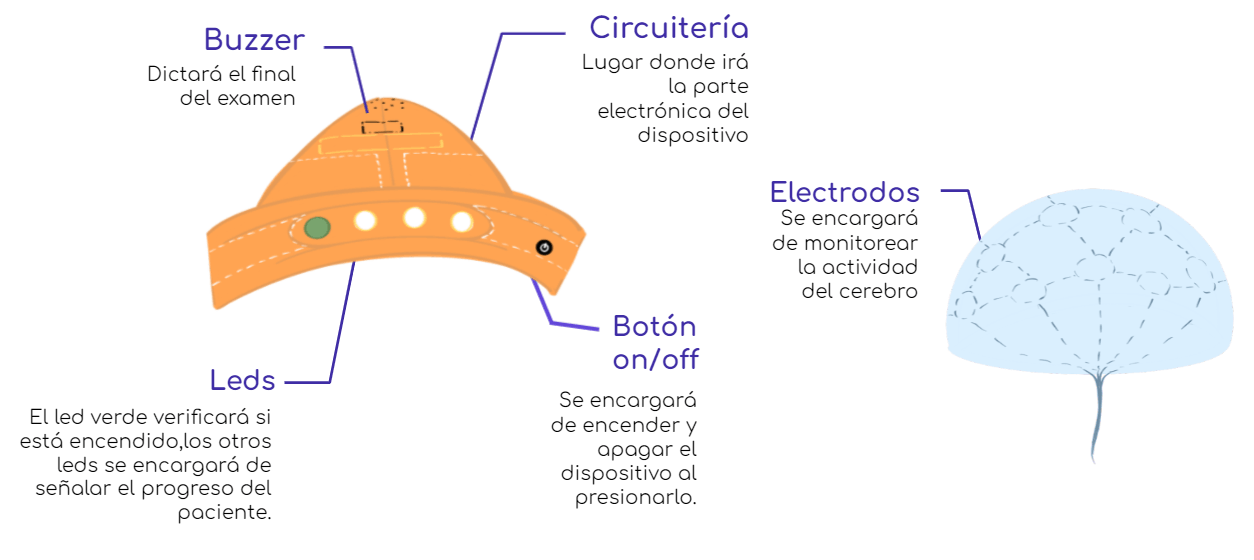 Buzzer
Dictará el final
del examen
Circuitería
Lugar donde irá
la parte
electrónica del
dispositivo
Electrodos
Se encargará
de monitorear
la actividad
del cerebro
Botón
on/off
Se encargará
de encender y
apagar el
dispositivo al
presionarlo.
Leds
El led verde verificará si
está encendido,los otros
leds se encargará de
señalar el progreso del
paciente.